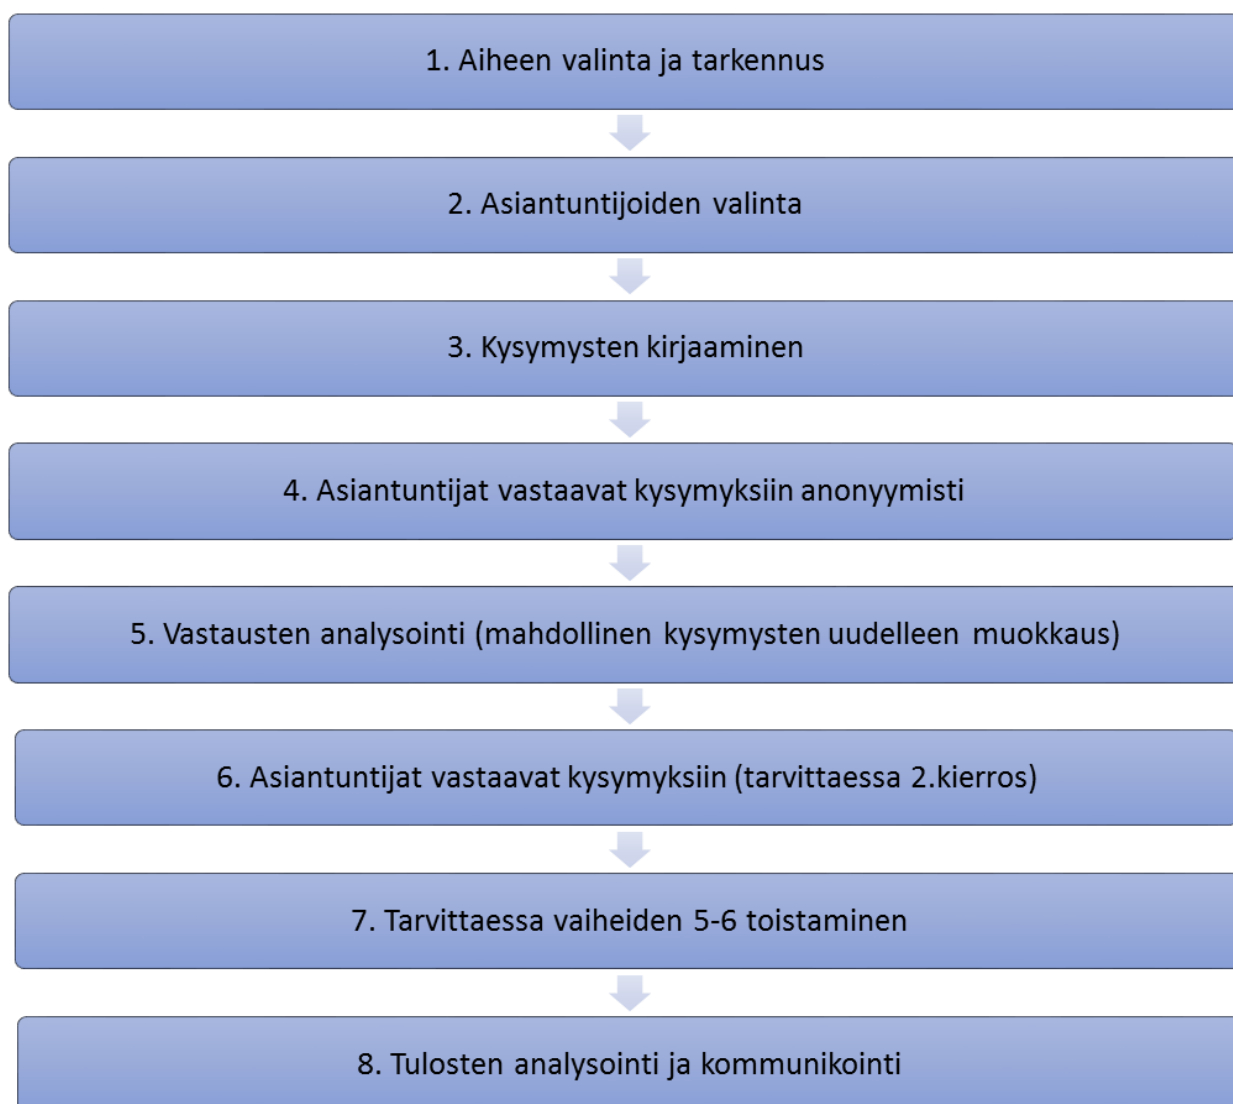 1. Aiheen valinta ja tarkennus
2. Asiantuntijoiden valinta
3. Kysymysten kirjaaminen
4. Asiantuntijat vastaavat kysymyksiin anonyymisti
5. Vastausten analysointi (mahdollinen kysymysten uudelleen muokkaus)
6. Asiantuntijat vastaavat kysymyksiin (tarvittaessa 2.kierros)
7. Tarvittaessa vaiheiden 5-6 toistaminen
8. Tulosten analysointi ja kommunikointi